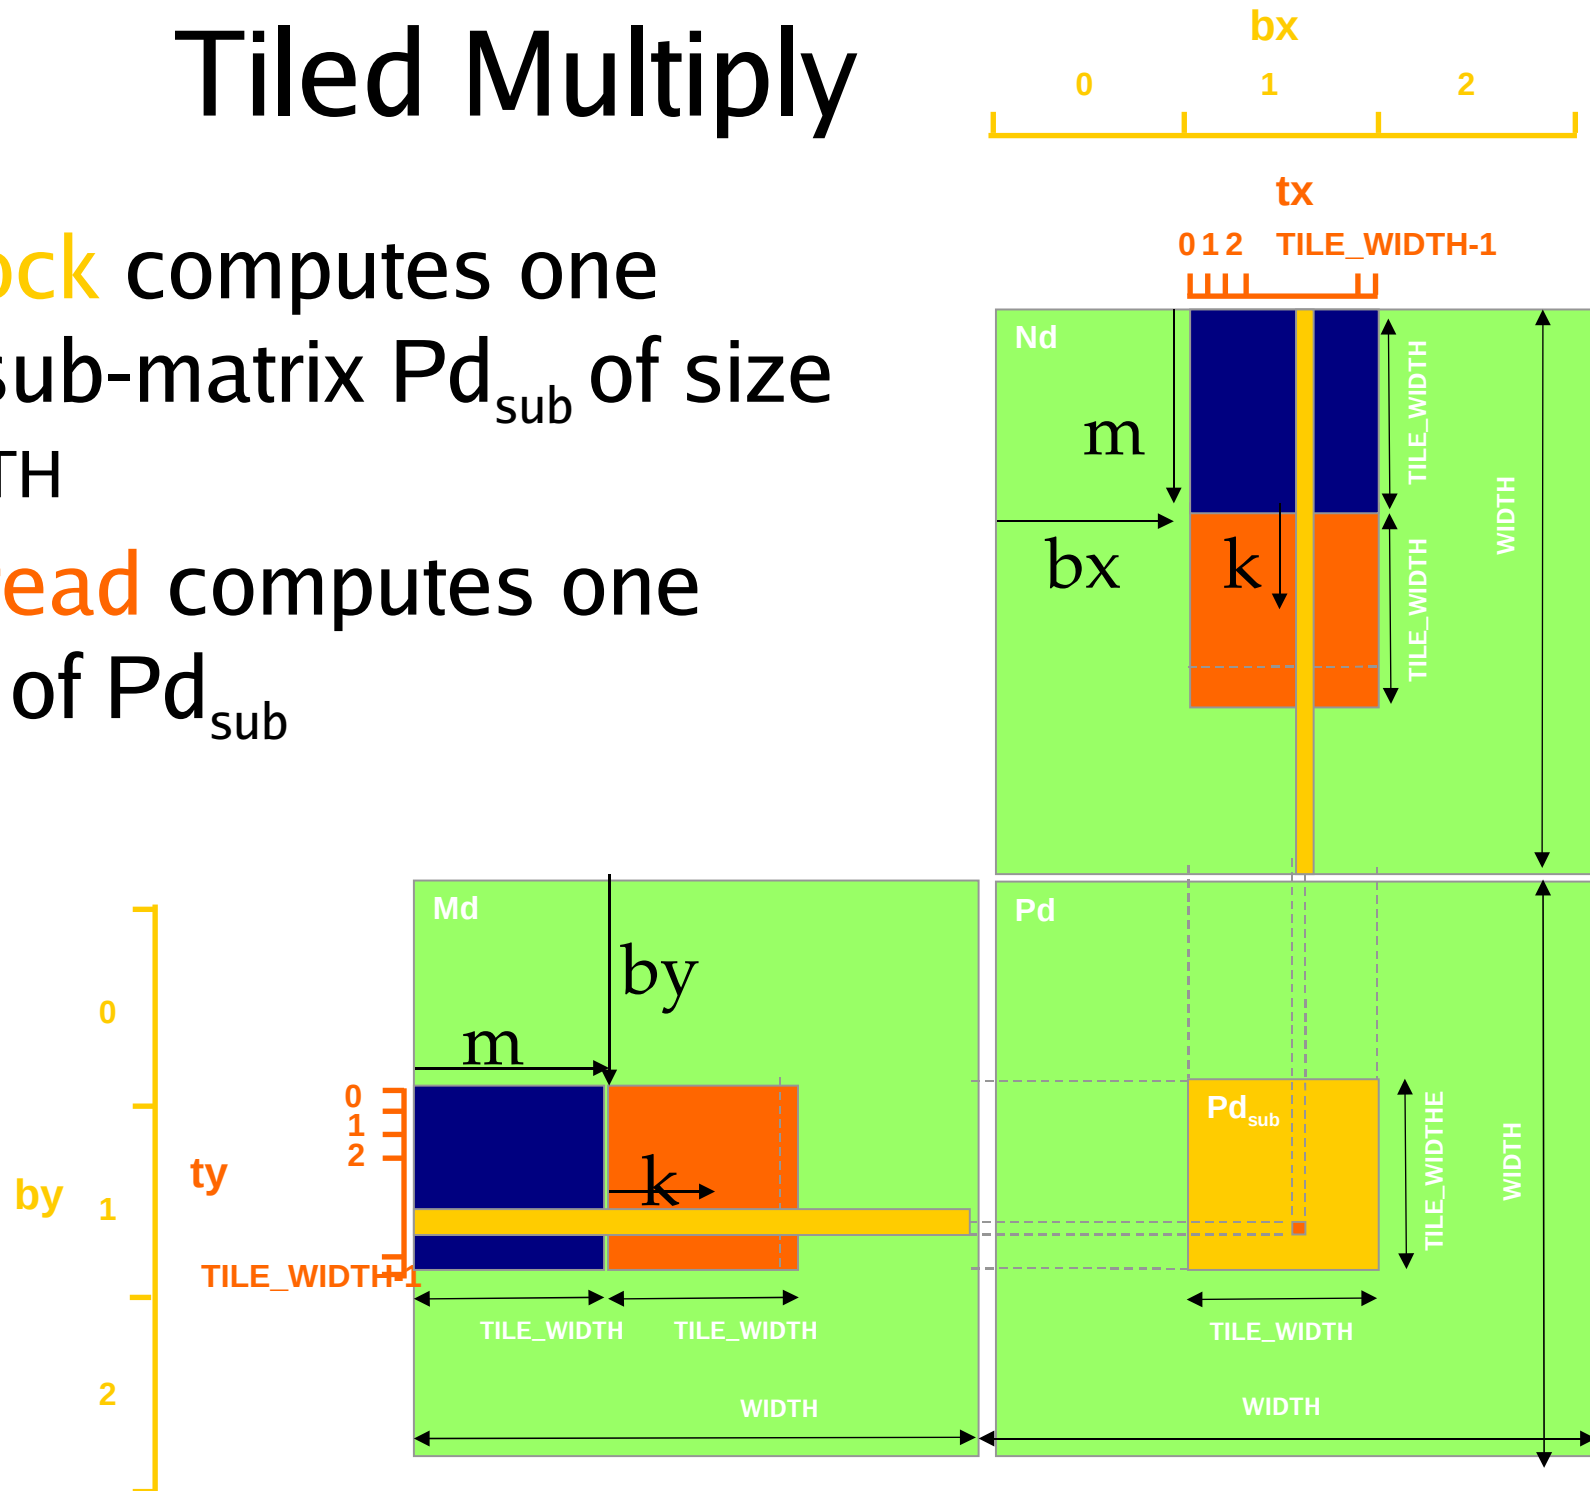 Tiled Multiply
ock computes one
sub-matrix Pdsub of size
TH
read computes one
of Pdsub
bx
0 1 2
tx
0 1 2 TILE_WIDTH-1
Nd
m
bx
k
TILE_WIDTH
TILE_WIDTH
WIDTH
Md
by
m
k
TILE_WIDTH TILE_WIDTH
WIDTH
by
0
1
2
ty
0
1
2
TILE_WIDTH-1
Pd
Pdsub
TILE_WIDTHE
WIDTH
TILE_WIDTH
WIDTH